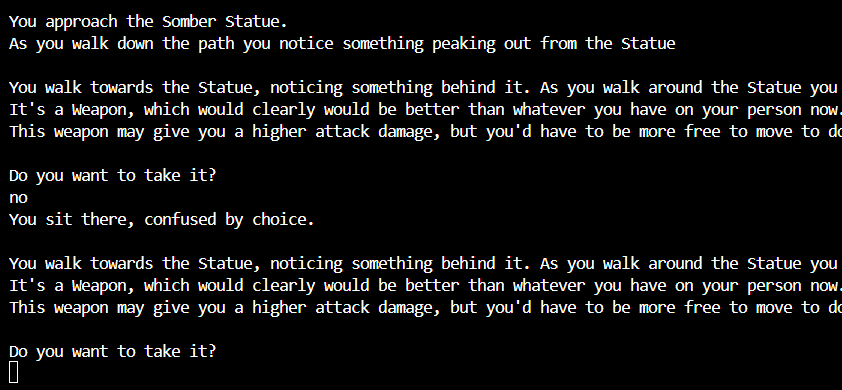 You approach the Somber Statue.
As you walk down the path you notice something peaking out from the Statue
You walk towards the Statue, noticing something behind it. As you walk around the Statue you
It's a Weapon, which would clearly would be better than whatever you have on your person now.
This weapon may give you a higher attack damage, but you'd have to be more free to move to do
Do you want to take it?
no
You sit there, confused by choice.
You walk towards the Statue, noticing something behind it. As you walk around the Statue you
It's a Weapon, which would clearly would be better than whatever you have on your person now.
This weapon may give you a higher attack damage, but you'd have to be more free to move to do
Do you want to take it?